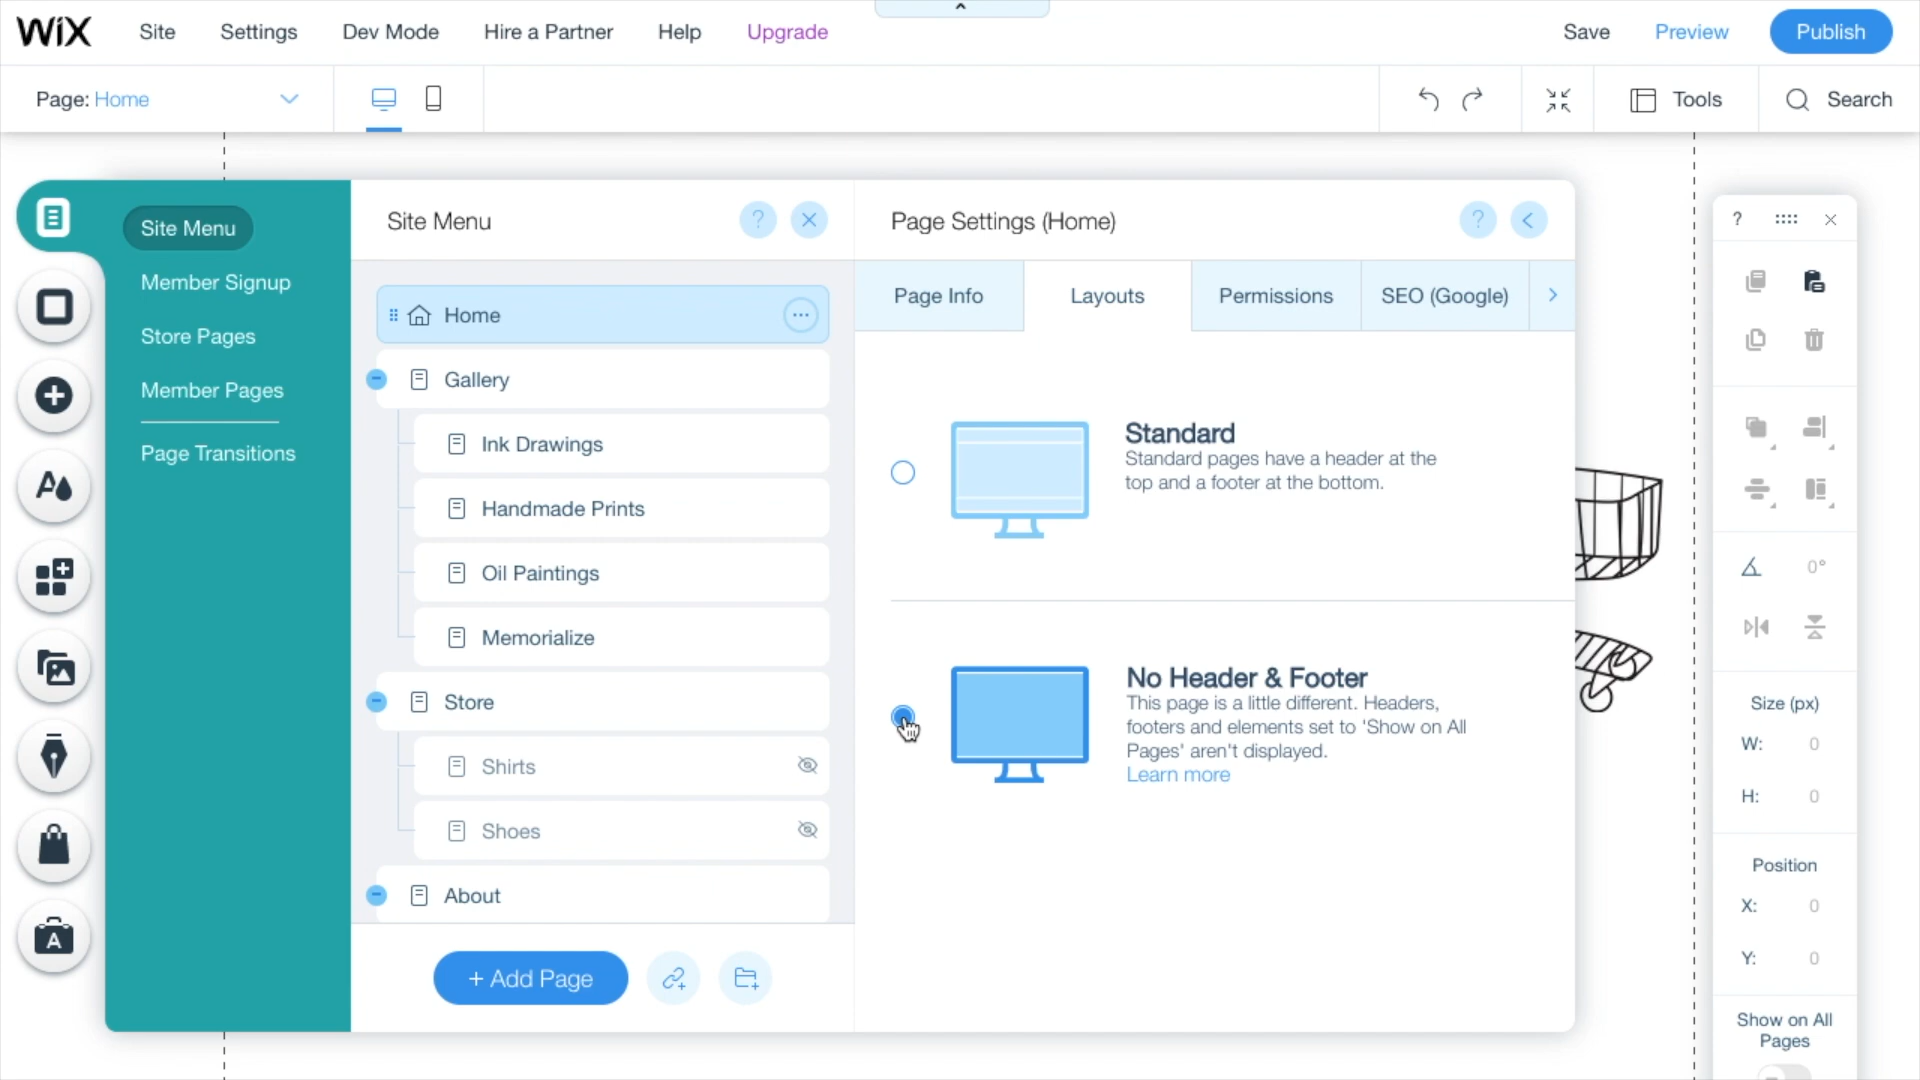 WiX
Site
Settings
Dev Mode
Hire a Partner
Help
Upgrade
Save
Preview
Publish
Page: Home
Tools
Search
Site Menu
Member Signup
Store Pages
Member Pages
Page Transitions
Site Menu
?
Home
Gallery
Ink Drawings
Handmade Prints
Oil Paintings
Memorialize
Store
Shirts
Shoes
About
+ Add Page
Page Settings (Home)
?
Page Info
Layouts
Permissions
SEO (Google)
Standard
Standard pages have a header at the
top and a footer at the bottom.
No Header & Footer
This page is a little different. Headers,
footers and elements set to 'Show on All
Pages' aren't displayed.
Learn more
?
0°
Size (px)
W: 0
H: 0
Position
X: 0
Y: 0
Show on All
Pages